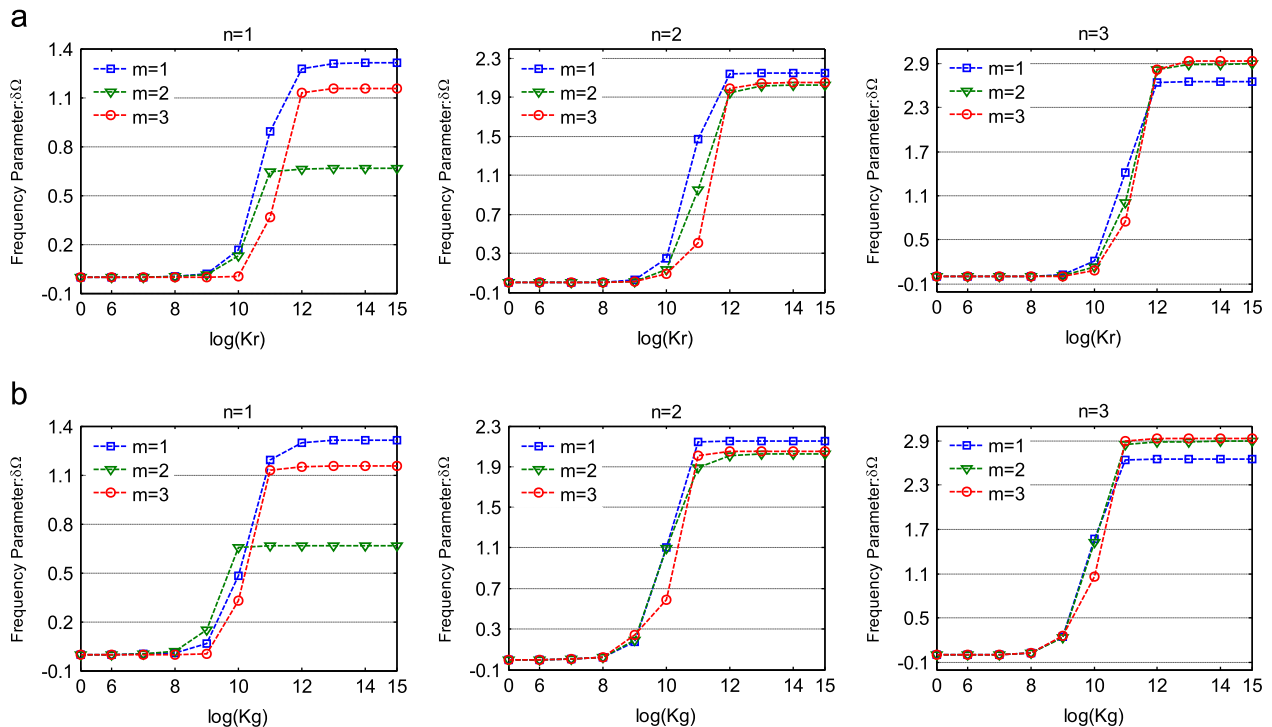 a
n=1
1.4
1.1
0.8
0.5
0.2
-0.1
0 6 8 10 12 14 15
Frequency Parameter:δΩ
log(Kr)
m=1
m=2
m=3
n=2
2.3
1.9
1.5
1.1
0.7
0.3
-0.1
0 6 8 10 12 14 15
Frequency Parameter:δΩ
log(Kr)
m=1
m=2
m=3
n=3
2.9
2.3
1.7
1.1
0.5
-0.1
0 6 8 10 12 14 15
Frequency Parameter:δΩ
log(Kr)
m=1
m=2
m=3
b
n=1
1.4
1.1
0.8
0.5
0.2
-0.1
0 6 8 10 12 14 15
Frequency Parameter:δΩ
log(Kg)
m=1
m=2
m=3
n=2
2.3
1.9
1.5
1.1
0.7
0.3
-0.1
0 6 8 10 12 14 15
Frequency Parameter:δΩ
log(Kg)
m=1
m=2
m=3
n=3
2.9
2.3
1.7
1.1
0.5
-0.1
0 6 8 10 12 14 15
Frequency Parameter:δΩ
log(Kg)
m=1
m=2
m=3